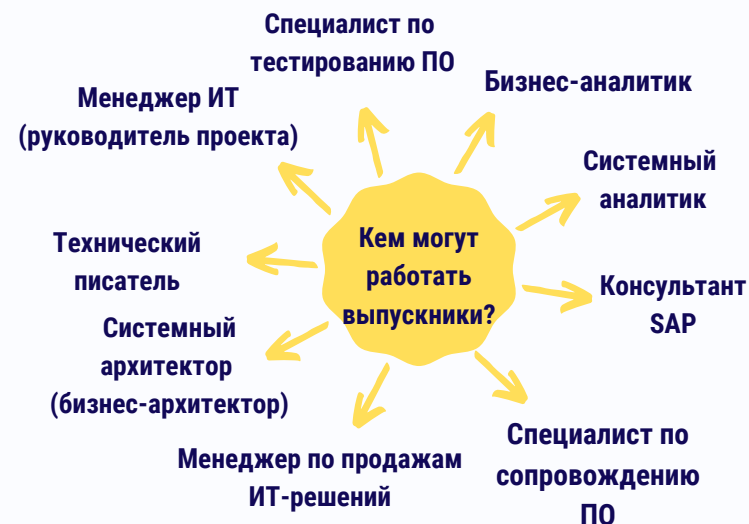 Специалист по
тестированию ПО
Бизнес-аналитик
Менеджер ИТ
(руководитель проекта)
Системный
аналитик
Кем могут
работать
выпускники?
Технический
писатель
Консультант
SAP
Системный
архитектор
(бизнес-архитектор)
Менеджер по продажам
ИТ-решений
Специалист по
сопровождению
ПО